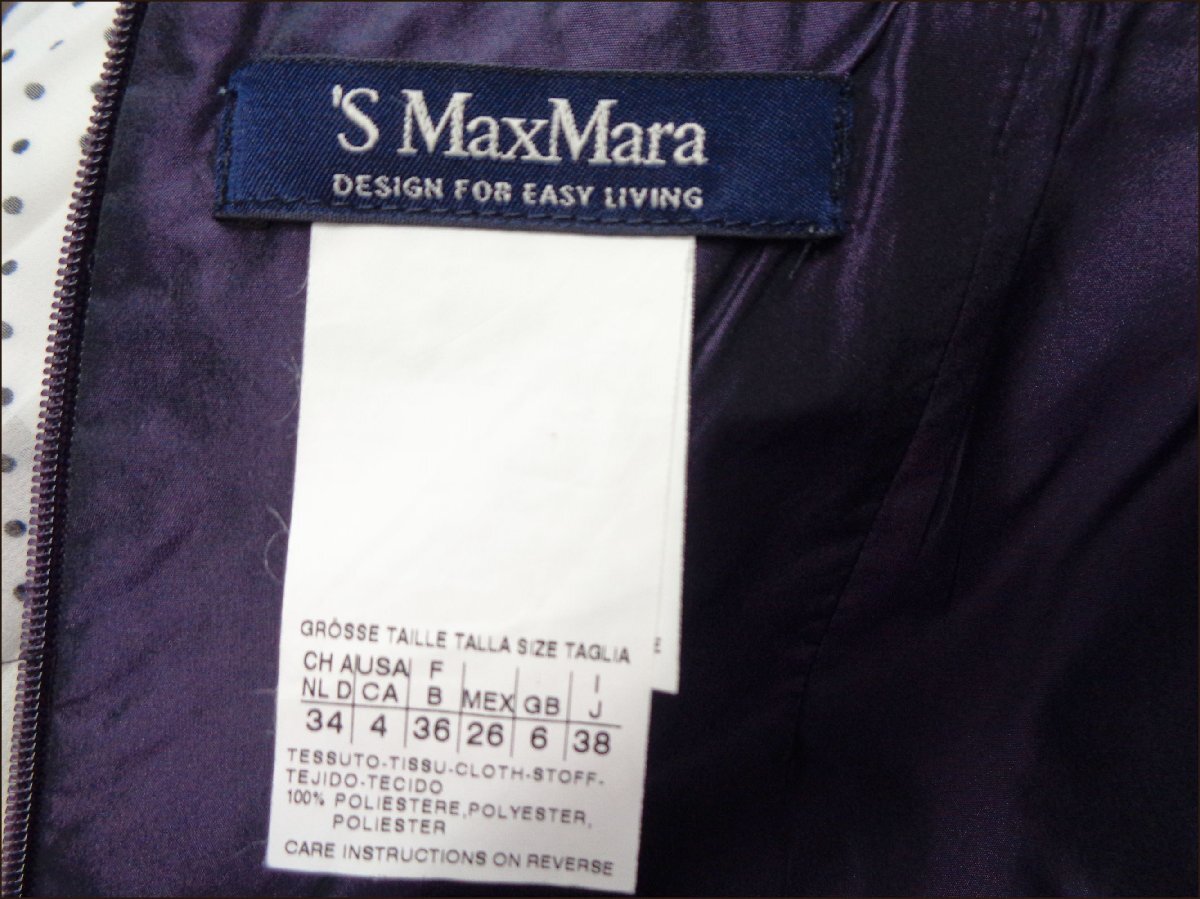 'S MaxMara
DESIGN FOR EASY LIVING
GRÖSSE TAILLE TALLA SIZE TAGLIA
CH A USA F I
NL D CA B MEX GB J
34 4 36 26 6 38
TESSUTO-TISSU-CLOTH-STOFF-
TEJIDO-TECIDO
100% POLIESTERE,POLYESTER,
POLIESTER
CARE INSTRUCTIONS ON REVERSE